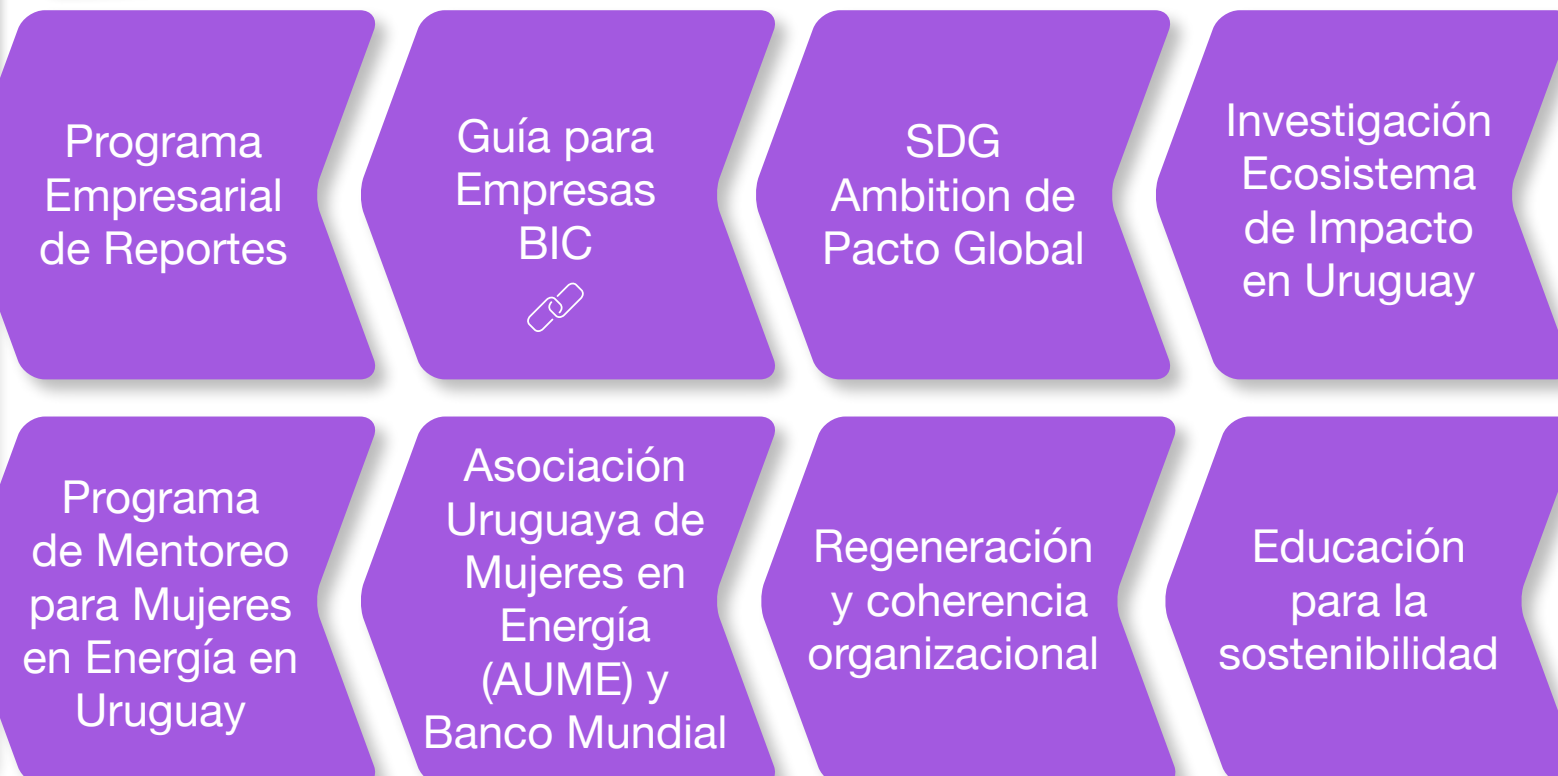 Programa
Empresarial
de Reportes
Guía para
Empresas
BIC
SDG
Ambition de
Pacto Global
Investigación
Ecosistema
de Impacto
en Uruguay
Programa
de Mentoreo
para Mujeres
en Energía en
Uruguay
Asociación
Uruguaya de
Mujeres en
Energía
(AUME) y
Banco Mundial
Regeneración
y coherencia
organizacional
Educación
para la
sostenibilidad